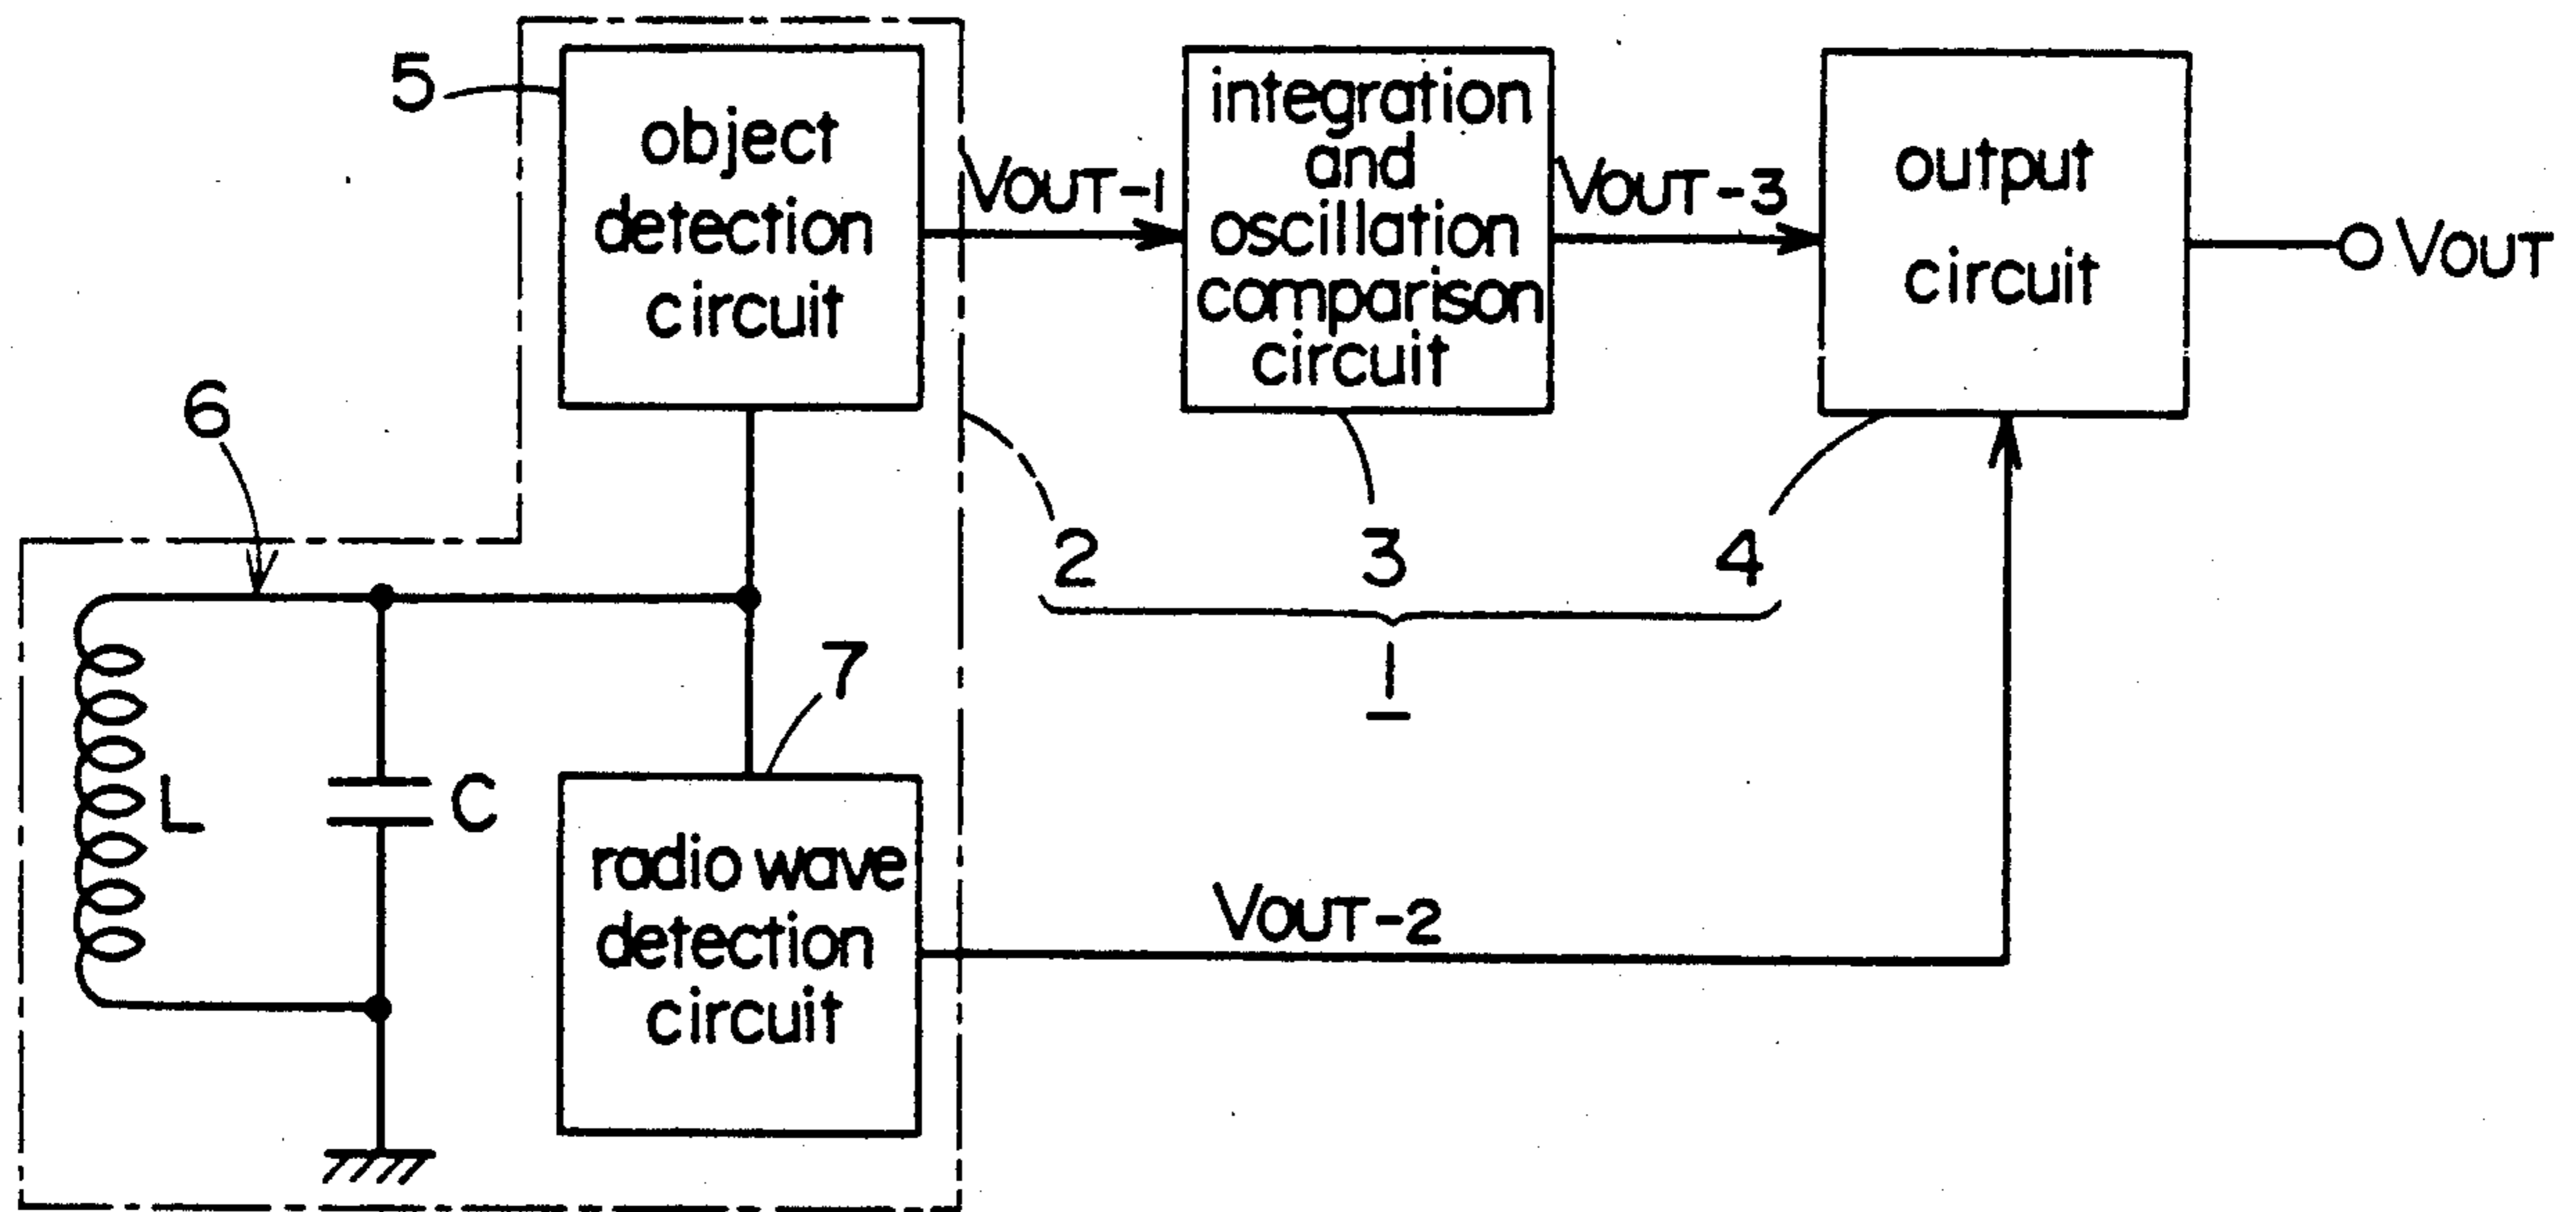 5
object
detection
circuit
VOUT-1
integration
and
oscillation
comparison
circuit
VOUT-3
output
circuit
VOUT
6
2
3
4
1
7
L
C
radio wave
detection
circuit
VOUT-2